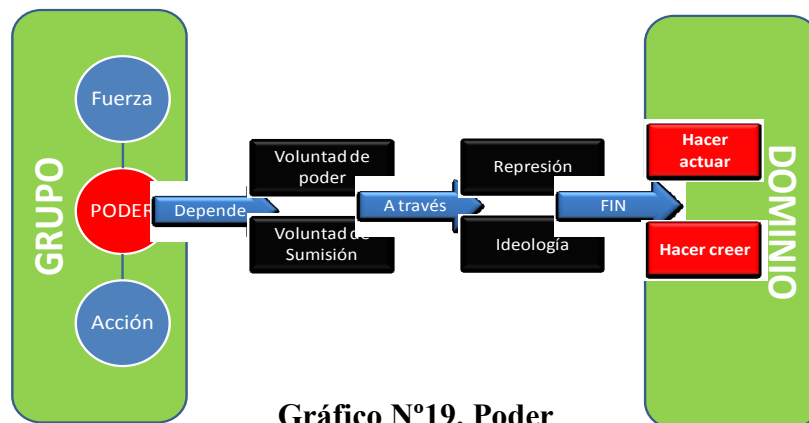 GRUPO
Fuerza
PODER
Acción
Depende
Voluntad de
poder
Voluntad de
Sumisión
A través
Represión
Ideología
FIN
Hacer
actuar
Hacer creer
DOMINIO
Gráfico Nº19. Poder